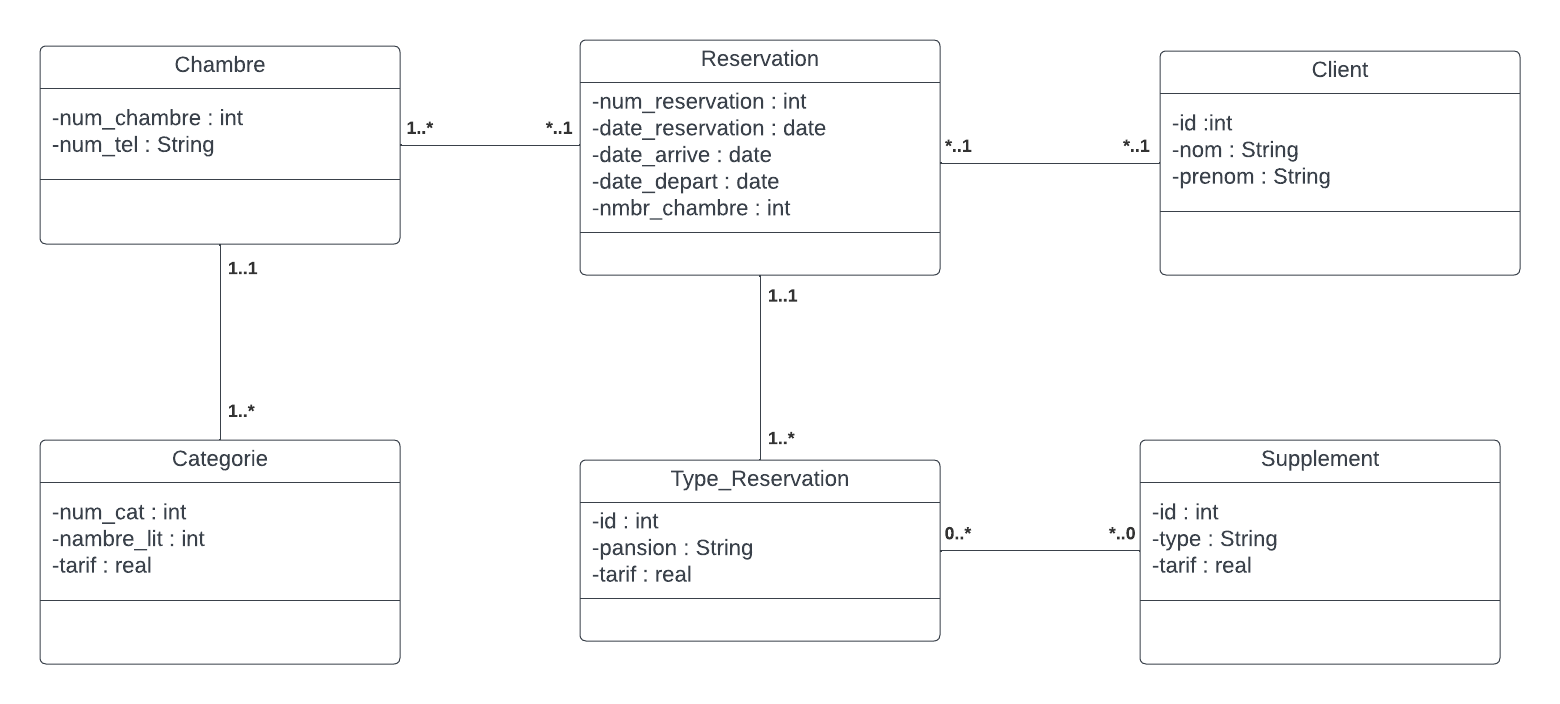 Chambre
-num_chambre : int
-num_tel : String
1..*
*..1
Reservation
-num_reservation : int
-date_reservation : date
-date_arrive : date
-date_depart : date
-nmbr_chambre : int
*..1
*..1
Client
-id :int
-nom : String
-prenom : String
1..1
1..*
1..1
1..*
Categorie
-num_cat : int
-nambre_lit : int
-tarif : real
Type_Reservation
-id : int
-pansion : String
-tarif : real
0..*
*..0
Supplement
-id : int
-type : String
-tarif : real